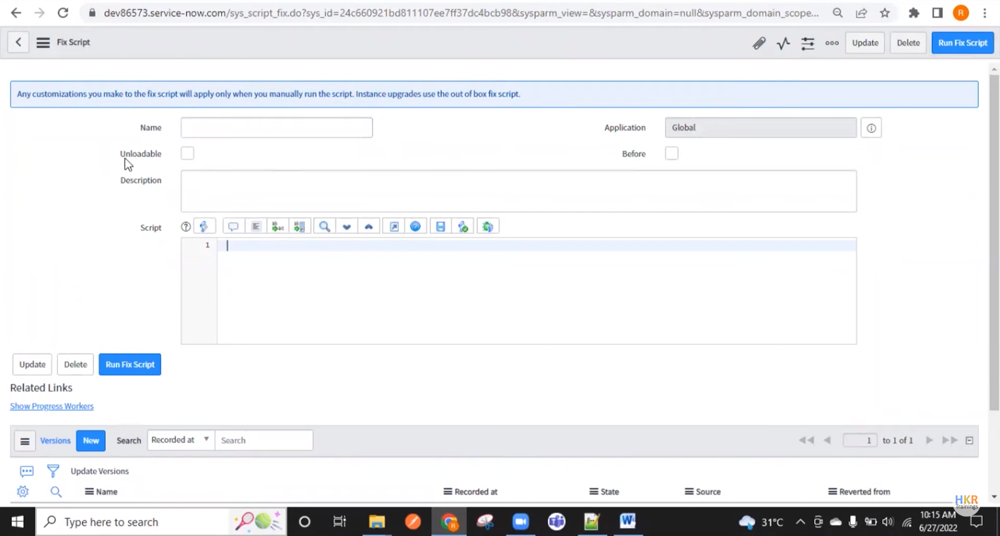 dev86573.service-now.com/sys_script_fix.do?sys_id=24c660921bd811107ee7ff37dc4bcb98&sysparm_view=&sysparm_domain=null&sysparm_domain_scope...
R
Fix Script
Update
Delete
Run Fix Script
Any customizations you make to the fix script will apply only when you manually run the script. Instance upgrades use the out of box fix script.
Name
Application
Global
Unloadable
Before
Description
Script
1
Update
Delete
Run Fix Script
Related Links
Show Progress Workers
Versions
New
Search
Recorded at
Search
1
to 1 of 1
Update Versions
Name
Recorded at
State
Source
Reverted from
HKR
Trainings
Type here to search
31°C
10:15 AM
6/27/2022